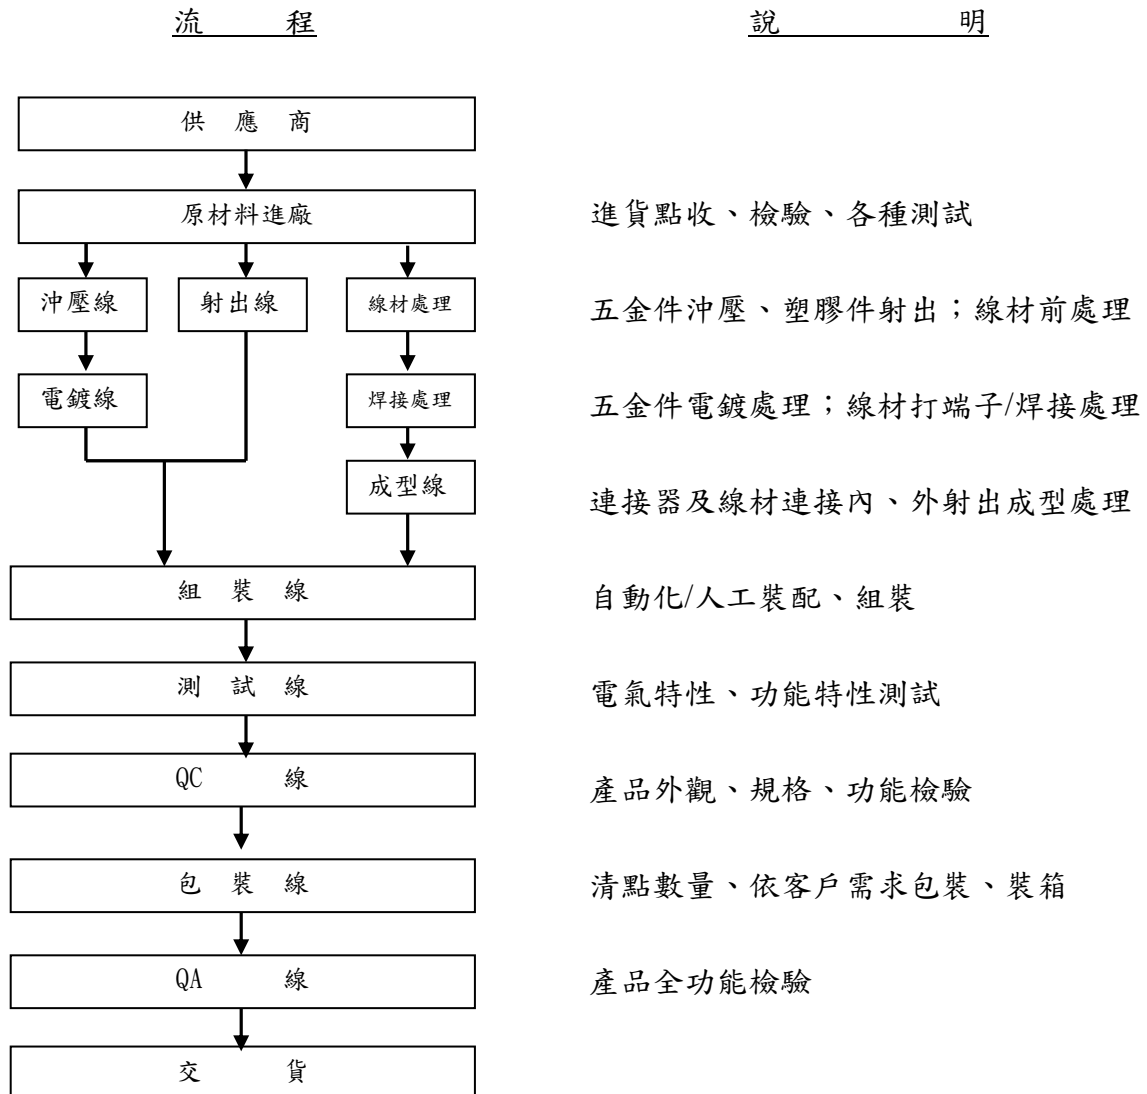 流 程 說 明
供 應 商
原材料進廠 進貨點收、檢驗、各種測試
沖壓線 射出線 線材處理 五金件沖壓、塑膠件射出；線材前處理
電鍍線 焊接處理 五金件電鍍處理；線材打端子/焊接處理
成型線 連接器及線材連接內、外射出成型處理
組 裝 線 自動化/人工裝配、組裝
測 試 線 電氣特性、功能特性測試
QC 線 產品外觀、規格、功能檢驗
包 裝 線 清點數量、依客戶需求包裝、裝箱
QA 線 產品全功能檢驗
交 貨